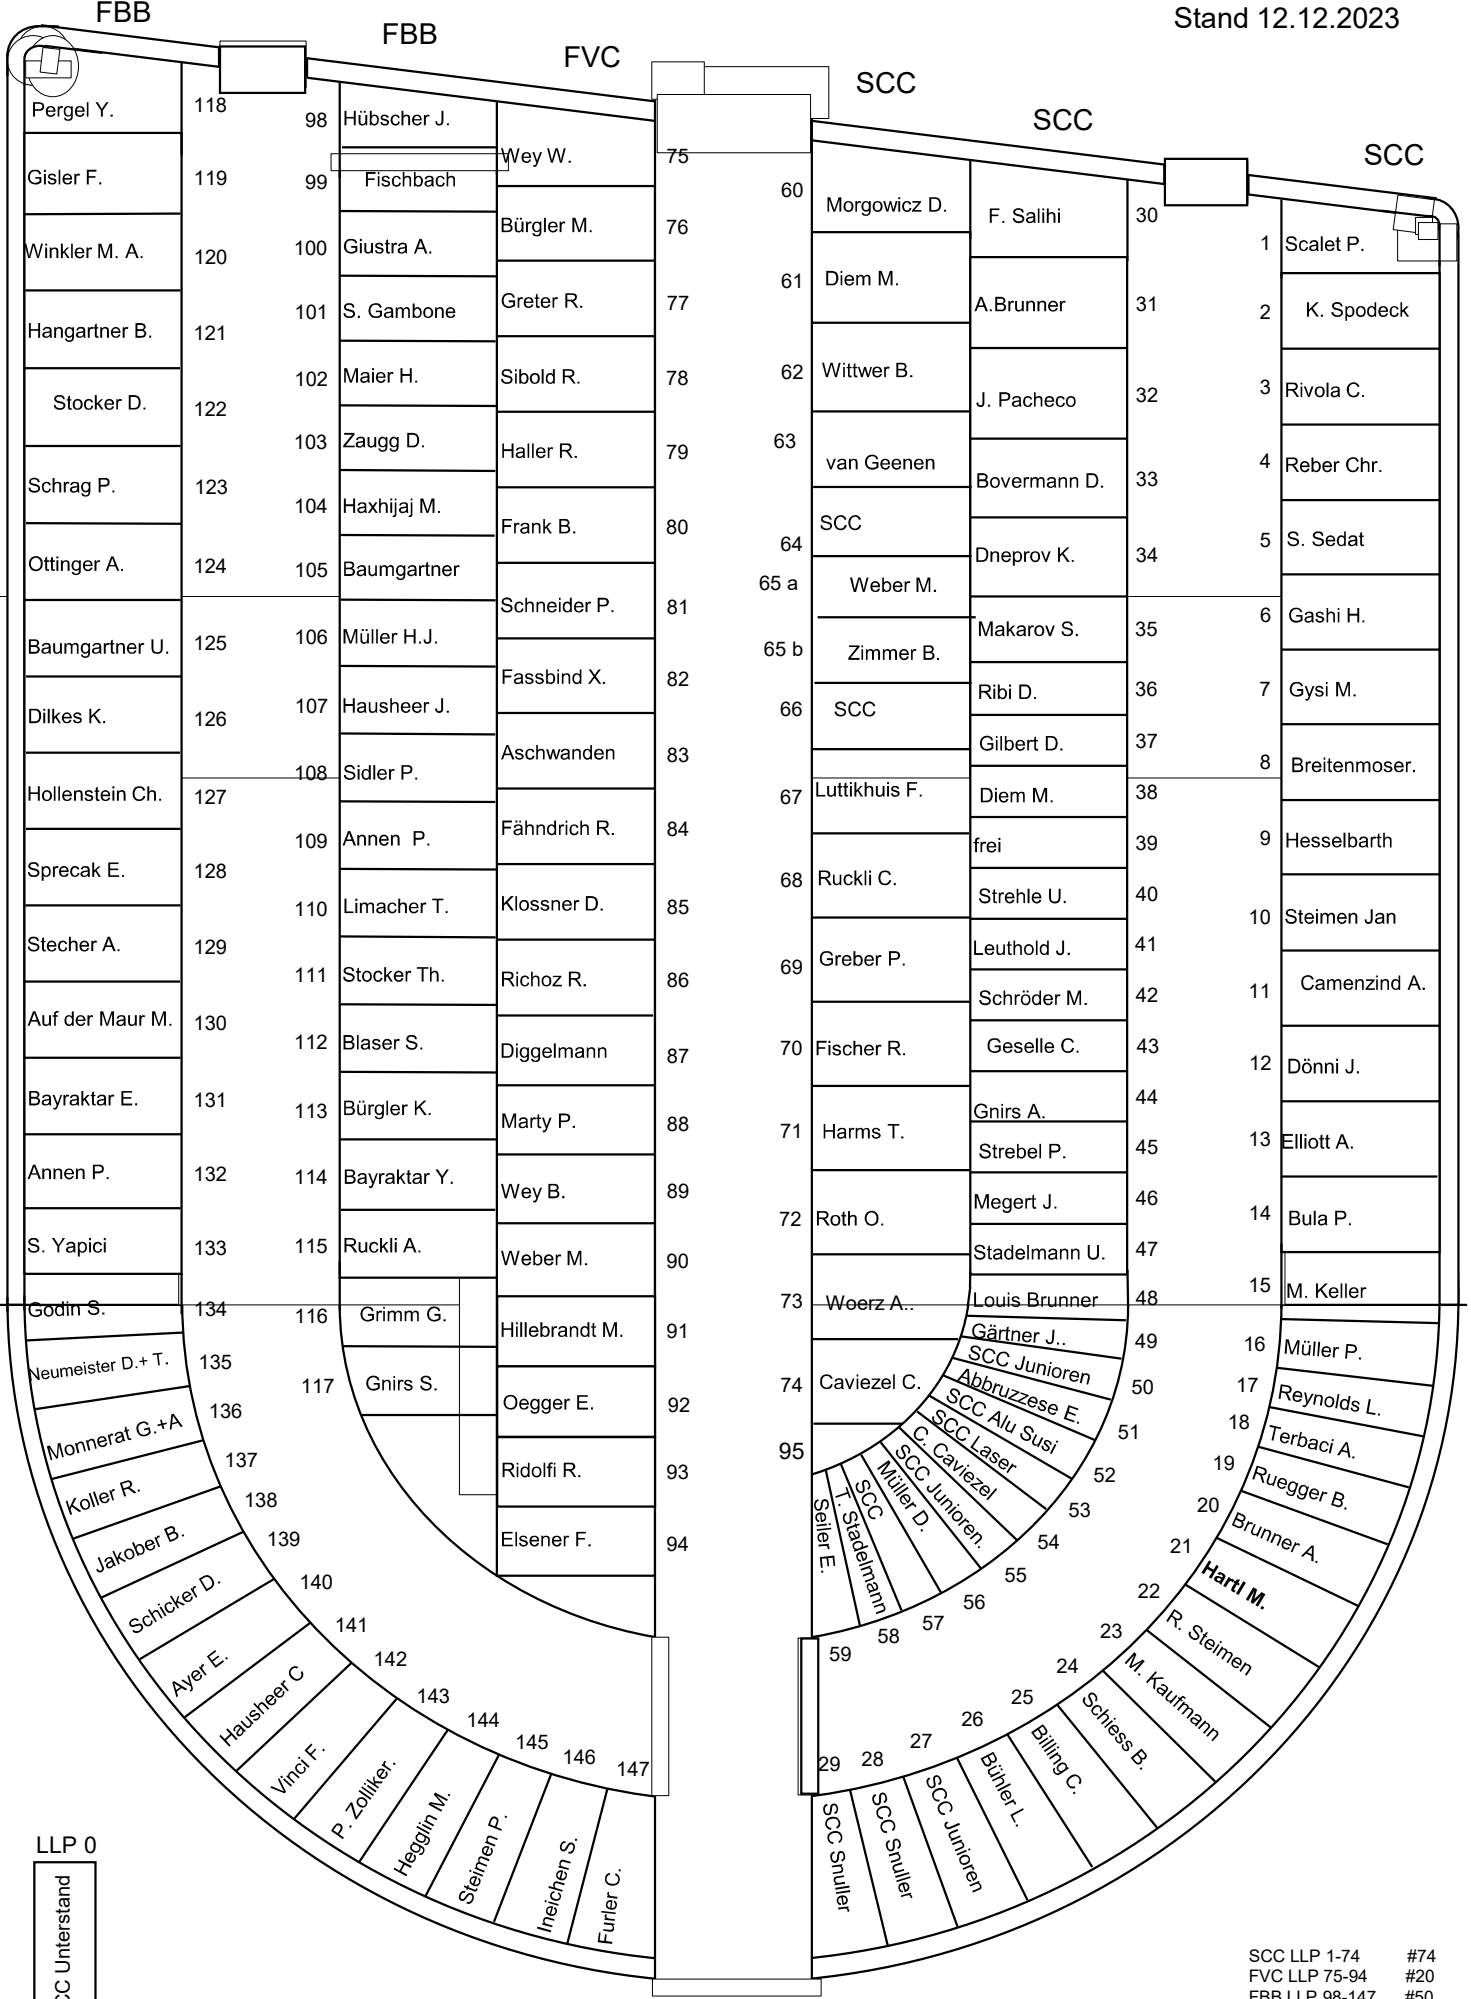 FBB
FBB
FVC
SCC
SCC
SCC
Stand 12.12.2023
Pergel Y. 118
Gisler F. 119
Winkler M. A. 120
Hangartner B. 121
Stocker D. 122
Schrag P. 123
Ottinger A. 124
Baumgartner U. 125
Dilkes K. 126
Hollenstein Ch. 127
Sprecak E. 128
Stecher A. 129
Auf der Maur M. 130
Bayraktar E. 131
Annen P. 132
S. Yapici 133
Godin S. 134
Neumeister D.+ T. 135
Monnerat G.+A 136
Koller R. 137
Jakober B. 138
Schicker D. 139
Ayer E. 140
Hausheer C 141
Vinci F. 142
P. Zolliker. 143
Hegglin M. 144
Steimen P. 145
Ineichen S. 146
Furler C. 147
98 Hübscher J.
99 Fischbach
100 Giustra A.
101 S. Gambone
102 Maier H.
103 Zaugg D.
104 Haxhijaj M.
105 Baumgartner
106 Müller H.J.
107 Hausheer J.
108 Sidler P.
109 Annen P.
110 Limacher T.
111 Stocker Th.
112 Blaser S.
113 Bürgler K.
114 Bayraktar Y.
115 Ruckli A.
116 Grimm G.
117 Gnirs S.
Wey W. 75
Bürgler M. 76
Greter R. 77
Sibold R. 78
Haller R. 79
Frank B. 80
Schneider P. 81
Fassbind X. 82
Aschwanden 83
Fähndrich R. 84
Klossner D. 85
Richoz R. 86
Diggelmann 87
Marty P. 88
Wey B. 89
Weber M. 90
Hillebrandt M. 91
Oegger E. 92
Ridolfi R. 93
Elsener F. 94
60 Morgowicz D.
61 Diem M.
62 Wittwer B.
63 van Geenen
64 SCC
65 a Weber M.
65 b Zimmer B.
66 SCC
67 Luttikhuis F.
68 Ruckli C.
69 Greber P.
70 Fischer R.
71 Harms T.
72 Roth O.
73 Woerz A..
74 Caviezel C.
95
F. Salihi 30
A.Brunner 31
J. Pacheco 32
Bovermann D. 33
Dneprov K. 34
Makarov S. 35
Ribi D. 36
Gilbert D. 37
Diem M. 38
frei 39
Strehle U. 40
Leuthold J. 41
Schröder M. 42
Geselle C. 43
Gnirs A. 44
Strebel P. 45
Megert J. 46
Stadelmann U. 47
Louis Brunner 48
Gärtner J.. 49
SCC Junioren 50
Abbruzzese E. 51
SCC Alu Susi 52
SCC Laser 53
C. Caviezel 54
SCC Junioren. 55
Müller D. 56
SCC 57
T. Stadelmann 58
Seiler E. 59
1 Scalet P.
2 K. Spodeck
3 Rivola C.
4 Reber Chr.
5 S. Sedat
6 Gashi H.
7 Gysi M.
8 Breitenmoser.
9 Hesselbarth
10 Steimen Jan
11 Camenzind A.
12 Dönni J.
13 Elliott A.
14 Bula P.
15 M. Keller
16 Müller P.
17 Reynolds L.
18 Terbaci A.
19 Ruegger B.
20 Brunner A.
21 Hartl M.
22 R. Steimen
23 M. Kaufmann
24 Schiess B.
25 Billing C.
26 Bühler L.
27 SCC Junioren
28 SCC Snuller
29 SCC Snuller
LLP 0
CC Unterstand
SCC LLP 1-74 #74
FVC LLP 75-94 #20
FBB LLP 98-147 #50